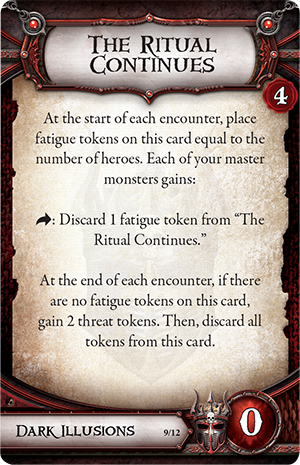 The Ritual
Continues
4
At the start of each encounter, place
fatigue tokens on this card equal to the
number of heroes. Each of your master
monsters gains:
: Discard 1 fatigue token from “The
Ritual Continues.”
At the end of each encounter, if there
are no fatigue tokens on this card,
gain 2 threat tokens. Then, discard all
tokens from this card.
Dark Illusions 9/12 0